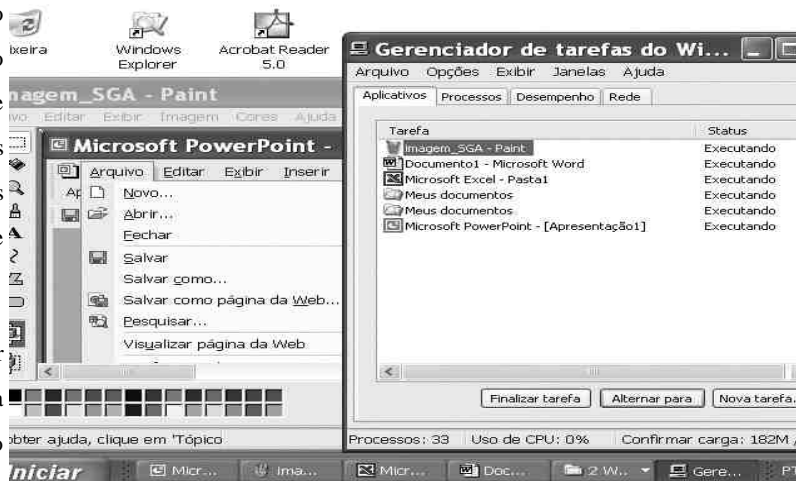 Windows
Explorer
Acrobat Reader
5.0
Imagem_SGA - Paint
Editar Exibir Imagem Cores Ajuda
Microsoft PowerPoint -
Arquivo Editar Exibir Inserir
Novo...
Abrir...
Fechar
Salvar
Salvar como...
Salvar como página da Web...
Pesquisar...
Visualizar página da Web
obter ajuda, clique em 'Tópico
Gerenciador de tarefas do Wi...
Arquivo Opções Exibir Janelas Ajuda
Aplicativos Processos Desempenho Rede
Tarefa Status
Imagem_SGA - Paint Executando
Documento1 - Microsoft Word Executando
Microsoft Excel - Pasta1 Executando
Meus documentos Executando
Meus documentos Executando
Microsoft PowerPoint - [Apresentação1] Executando
Finalizar tarefa Alternar para Nova tarefa.
Processos: 33 Uso de CPU: 0% Confirmar carga: 182M /
Iniciar Micr... Ima... Micr... Doc... 2 W... Gere... PT